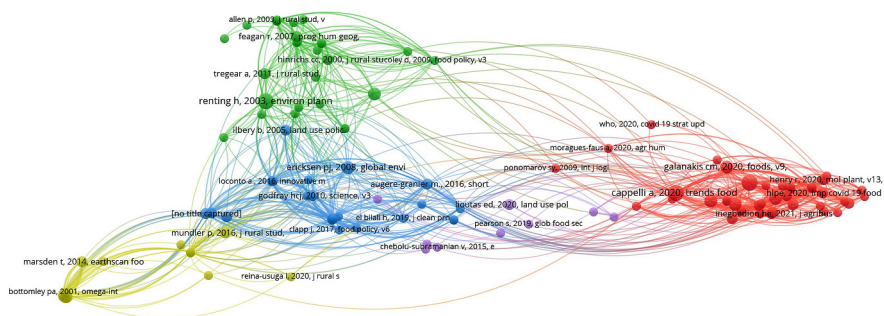 allen p, 2003, j rural stud, v
feagan r, 2007, prog hum geog,
hinrichs cc, 2000, j rural stucoley d, 2009, food policy, v3
tregear a, 2011, j rural stud,
renting h, 2003, environ plann
ilbery b, 2005, land use polic
who, 2020, covid 19 strat upd
moragues-faus a, 2020, agr hum
ponomarov sy, 2009, int j logi
galanakis cm, 2020, foods, v9,
henry r, 2020, mol plant, v13,
cappelli a, 2020, trends food
hlpe, 2020, imp covid 19 food
inegbedion he, 2021, j agribus
ericksen pj, 2008, global envi
loconto a, 2016, innovative m
augere-granier m., 2016, short
godfray hcj, 2010, science, v3
lioutas ed, 2020, land use pol
[no title captured]
el bilali h, 2019, j clean pro
pearson s, 2019, glob food sec
mundler p, 2016, j rural stud,
clapp j, 2017, food policy, v6
chebolu-subramanian v, 2015, e
marsden t, 2014, earthscan foo
reina-usuga l, 2020, j rural s
bottomley pa, 2001, omega-int